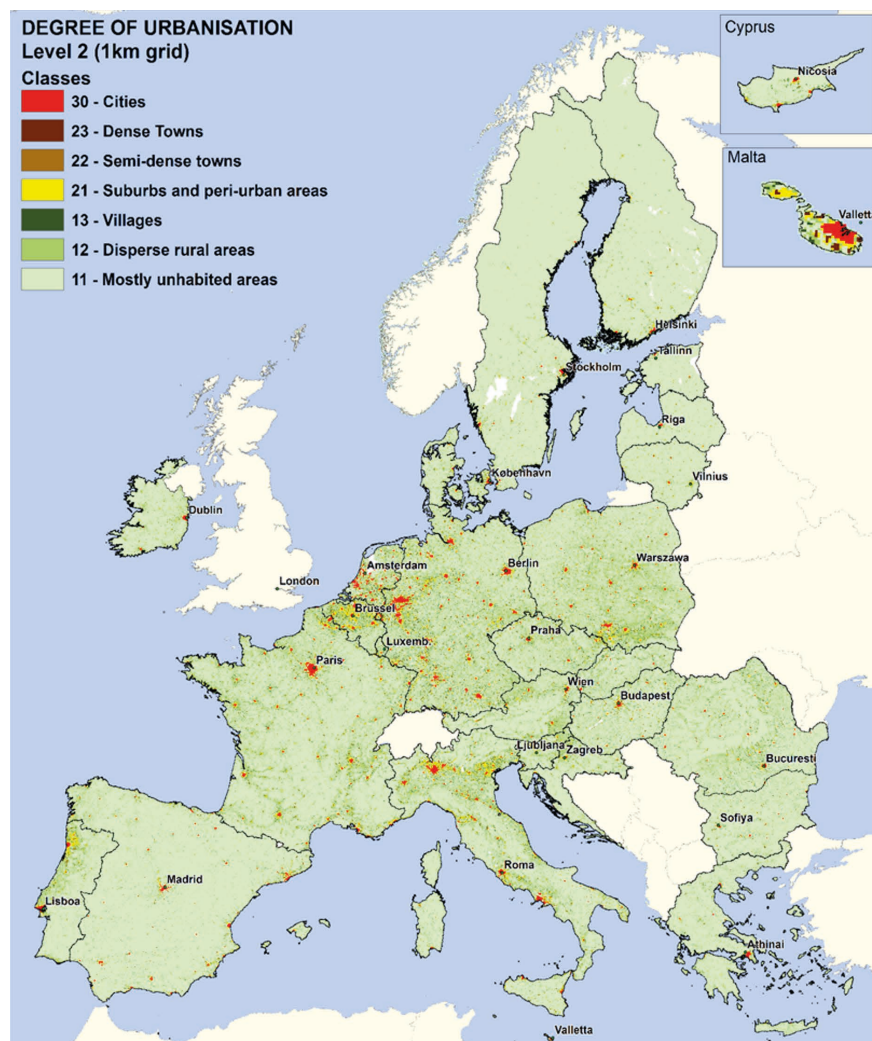 DEGREE OF URBANISATION
Level 2 (1km grid)
Classes
30 - Cities
23 - Dense Towns
22 - Semi-dense towns
21 - Suburbs and peri-urban areas
13 - Villages
12 - Disperse rural areas
11 - Mostly unhabited areas
Cyprus
Nicosia
Malta
Valletta
Helsinki
Tallinn
Stockholm
Riga
København
Vilnius
Dublin
Amsterdam
Berlin
Warszawa
London
Brussel
Praha
Luxemb.
Paris
Wien
Budapest
Ljubljana
Zagreb
Bucuresti
Sofiya
Roma
Madrid
Lisboa
Athinai
Valletta